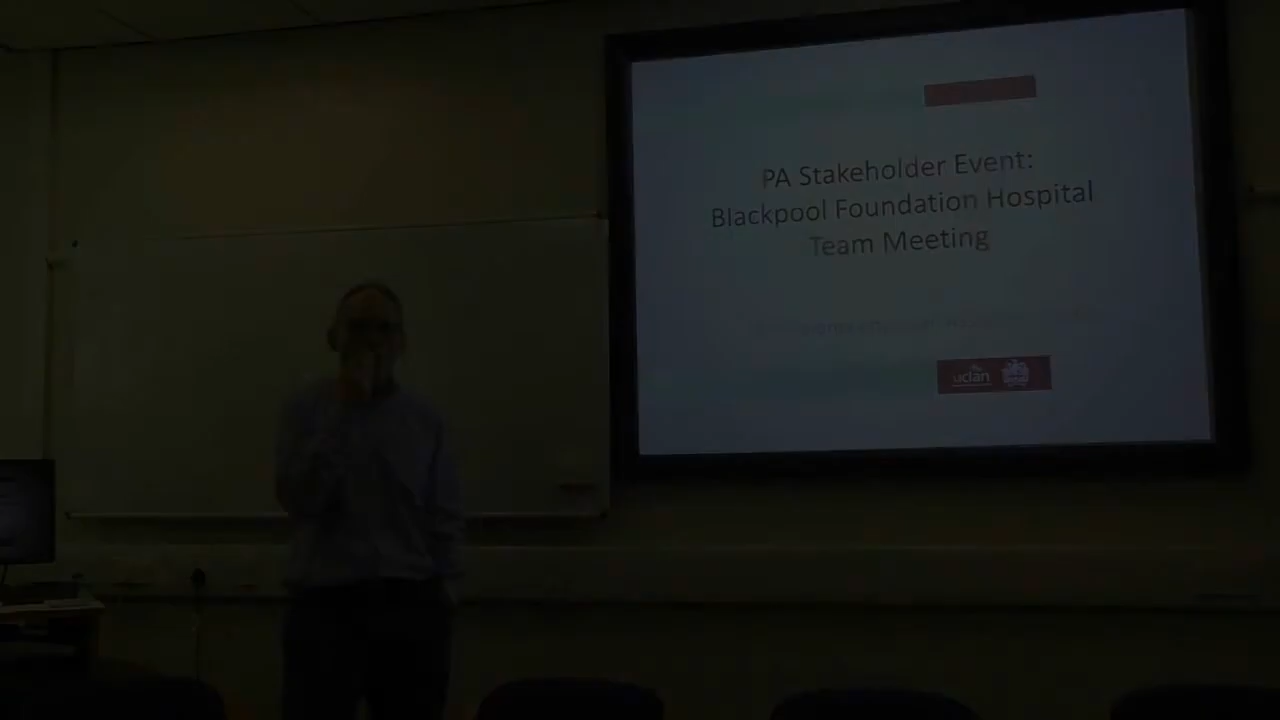 PA Stakeholder Event:
Blackpool Foundation Hospital
Team Meeting
uclan